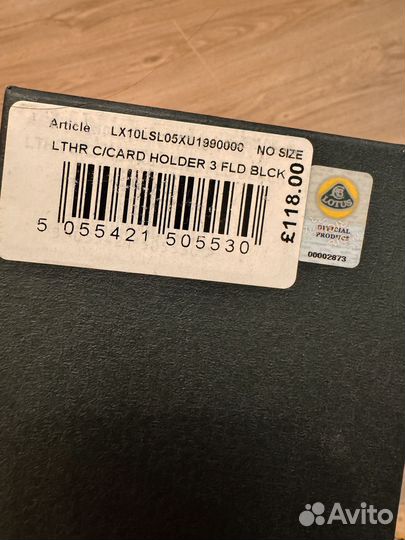 Article LX10LSL05XU1990000 NO SIZE
LTHR C/CARD HOLDER 3 FLD BLCK
5 055421 505530
£118.00
LOTUS
OFFICIAL
PRODUCT
00002873
Avito